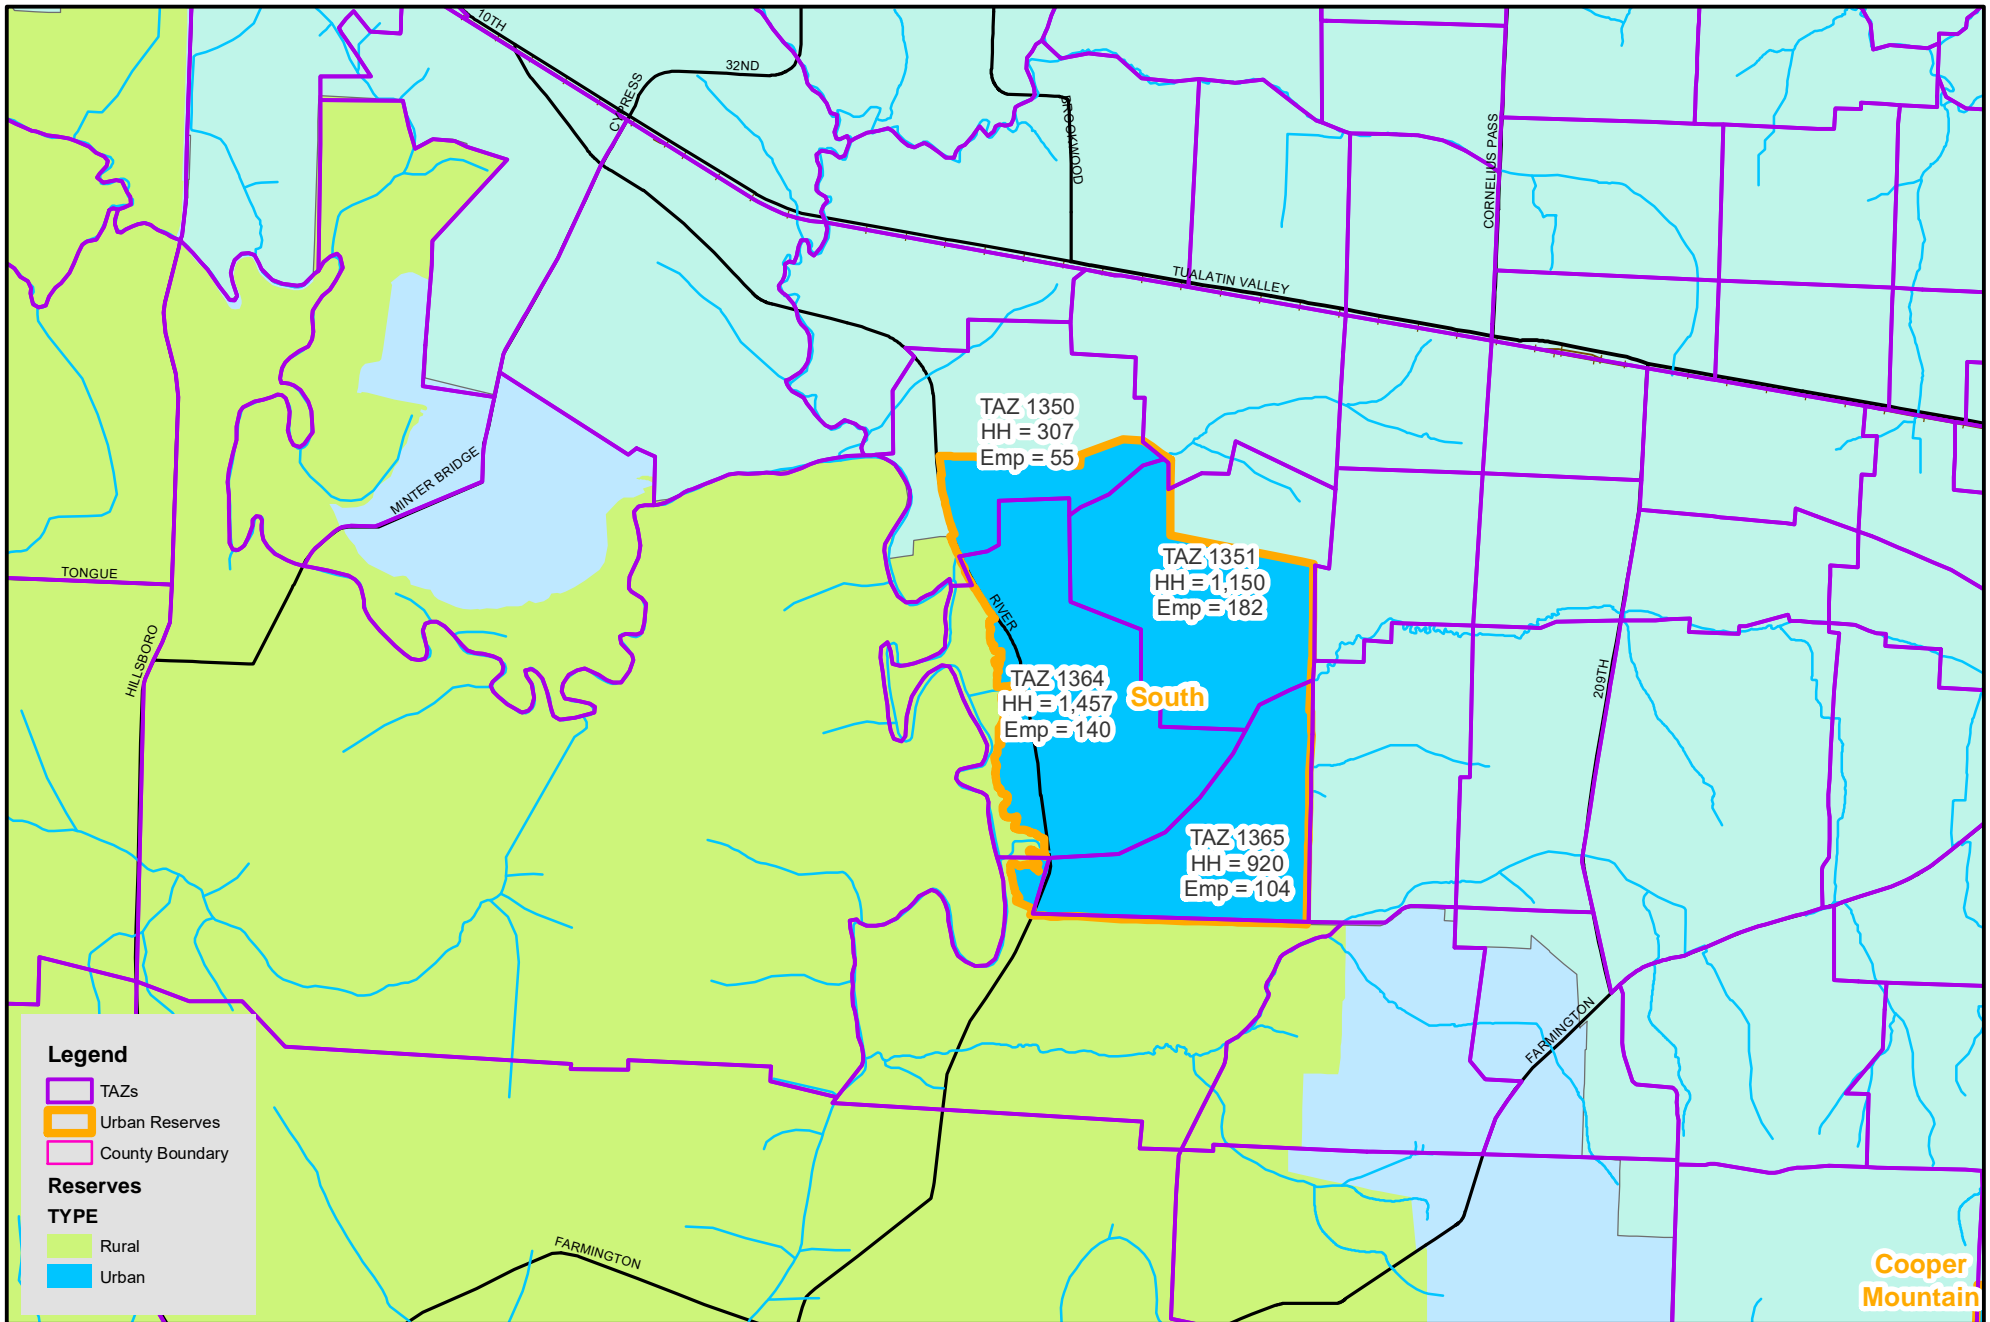 10TH
32ND
CYPRESS
BROOKWOOD
CORNELIUS PASS
TUALATIN VALLEY
TAZ 1350
HH = 307
Emp = 55
MINTER BRIDGE
TAZ 1351
HH = 1,150
Emp = 182
TONGUE
RIVER
HILLSBORO
209TH
TAZ 1364
HH = 1,457
Emp = 140
South
TAZ 1365
HH = 920
Emp = 104
FARMINGTON
Legend
TAZs
Urban Reserves
County Boundary
Reserves
TYPE
Rural
Urban
FARMINGTON
Cooper
Mountain